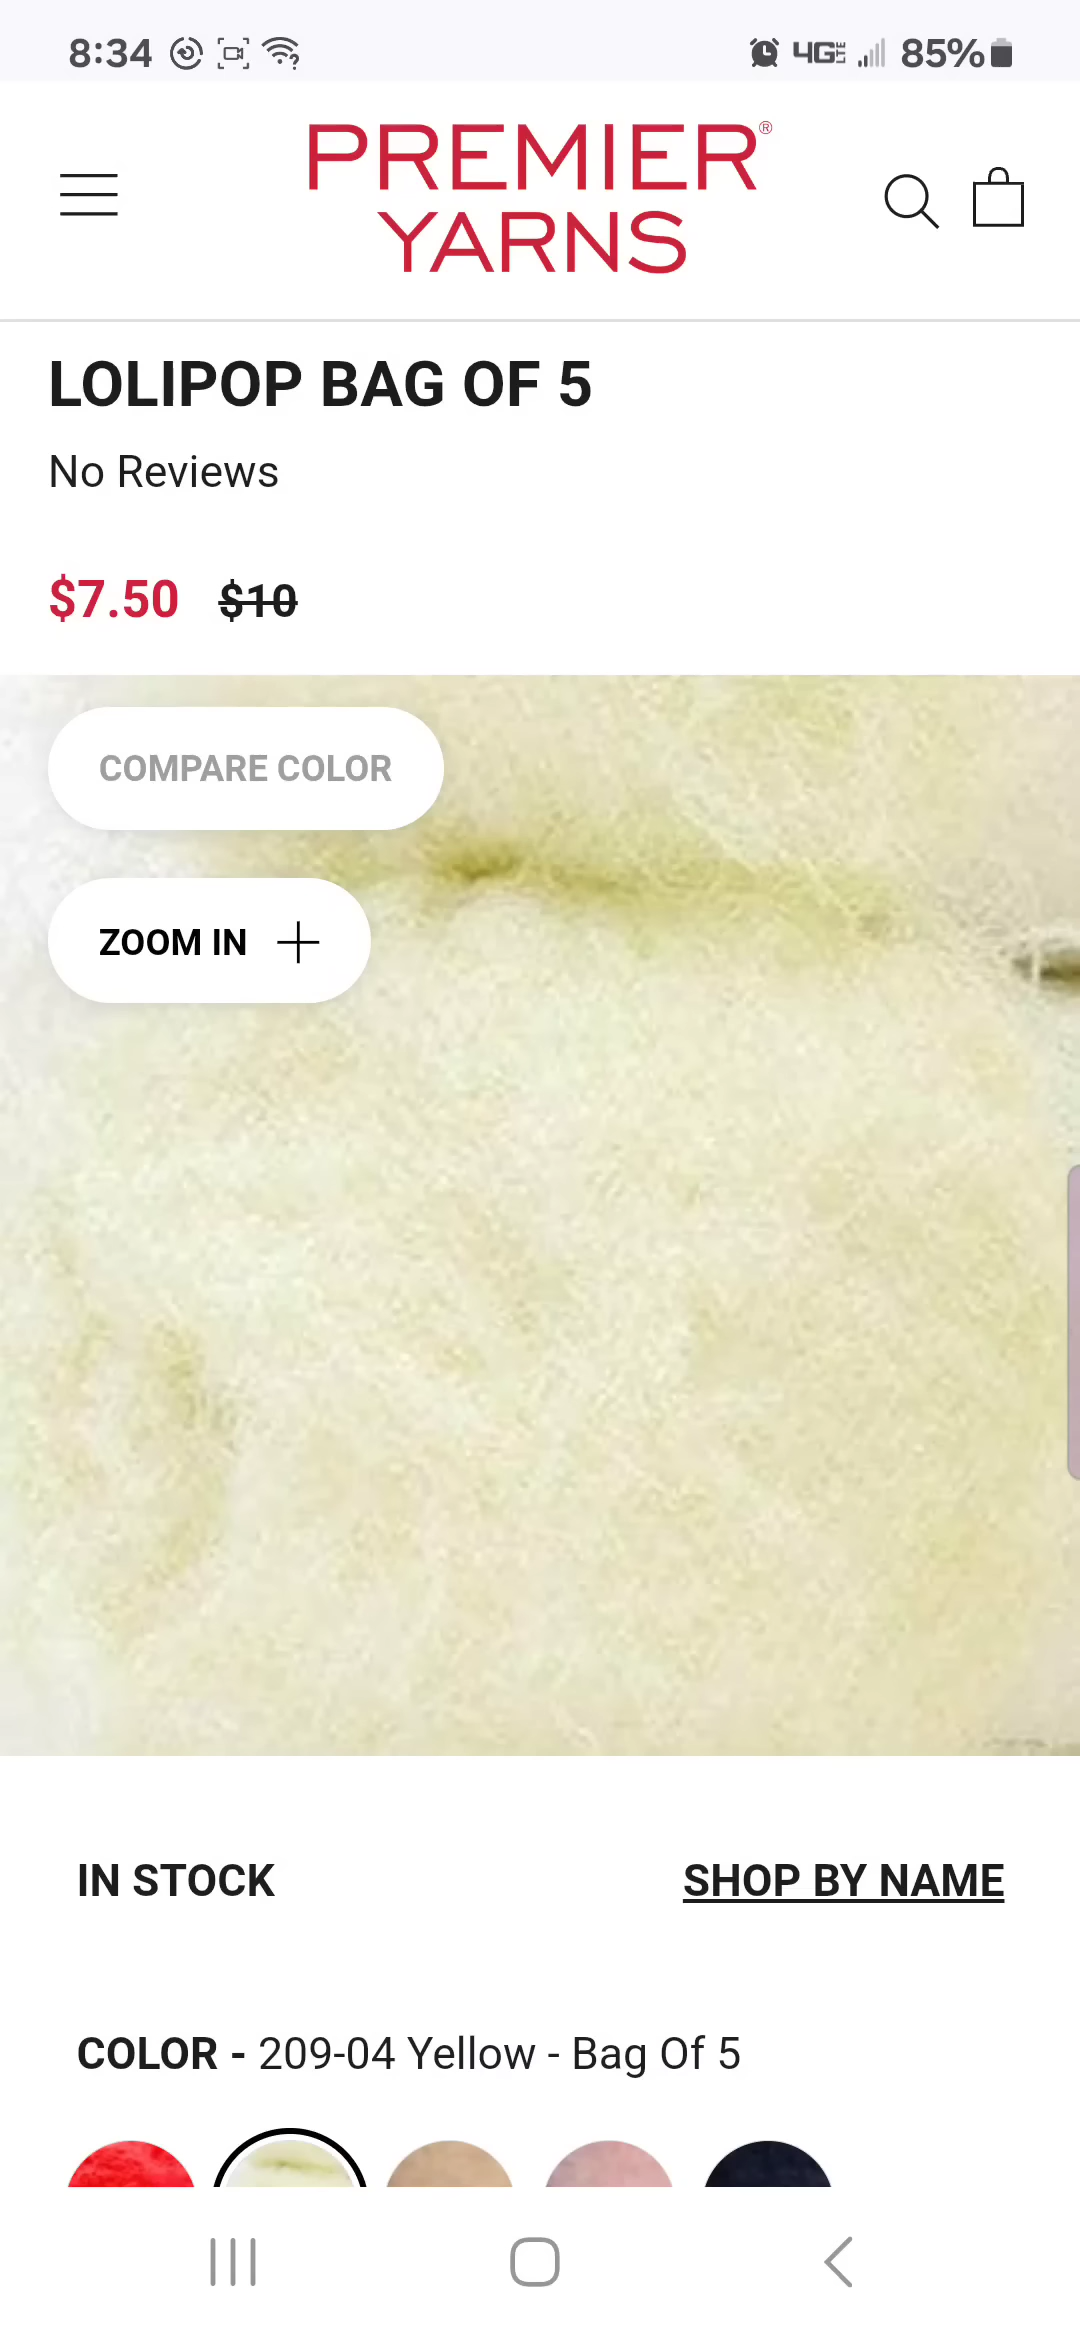 8:34 4G LTE 85%
PREMIER®
YARNS
LOLIPOP BAG OF 5
No Reviews
$7.50 $10
COMPARE COLOR
ZOOM IN +
IN STOCK SHOP BY NAME
COLOR - 209-04 Yellow - Bag Of 5